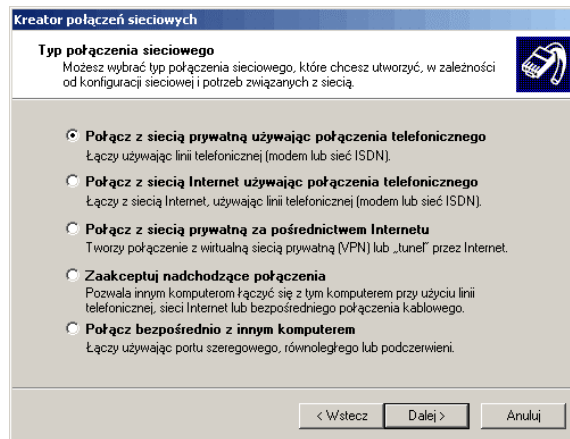 Kreator połączeń sieciowych
Typ połączenia sieciowego
Możesz wybrać typ połączenia sieciowego, które chcesz utworzyć, w zależności
od konfiguracji sieciowej i potrzeb związanych z siecią.
Połącz z siecią prywatną używając połączenia telefonicznego
Łączy używając linii telefonicznej (modem lub sieć ISDN).
Połącz z siecią Internet używając połączenia telefonicznego
Łączy z siecią Internet, używając linii telefonicznej (modem lub sieć ISDN).
Połącz z siecią prywatną za pośrednictwem Internetu
Tworzy połączenie z wirtualną siecią prywatną (VPN) lub „tunel” przez Internet.
Zaakceptuj nadchodzące połączenia
Pozwala innym komputerom łączyć się z tym komputerem przy użyciu linii
telefonicznej, sieci Internet lub bezpośredniego połączenia kablowego.
Połącz bezpośrednio z innym komputerem
Łączy używając portu szeregowego, równoległego lub podczerwieni.
< Wstecz Dalej > Anuluj